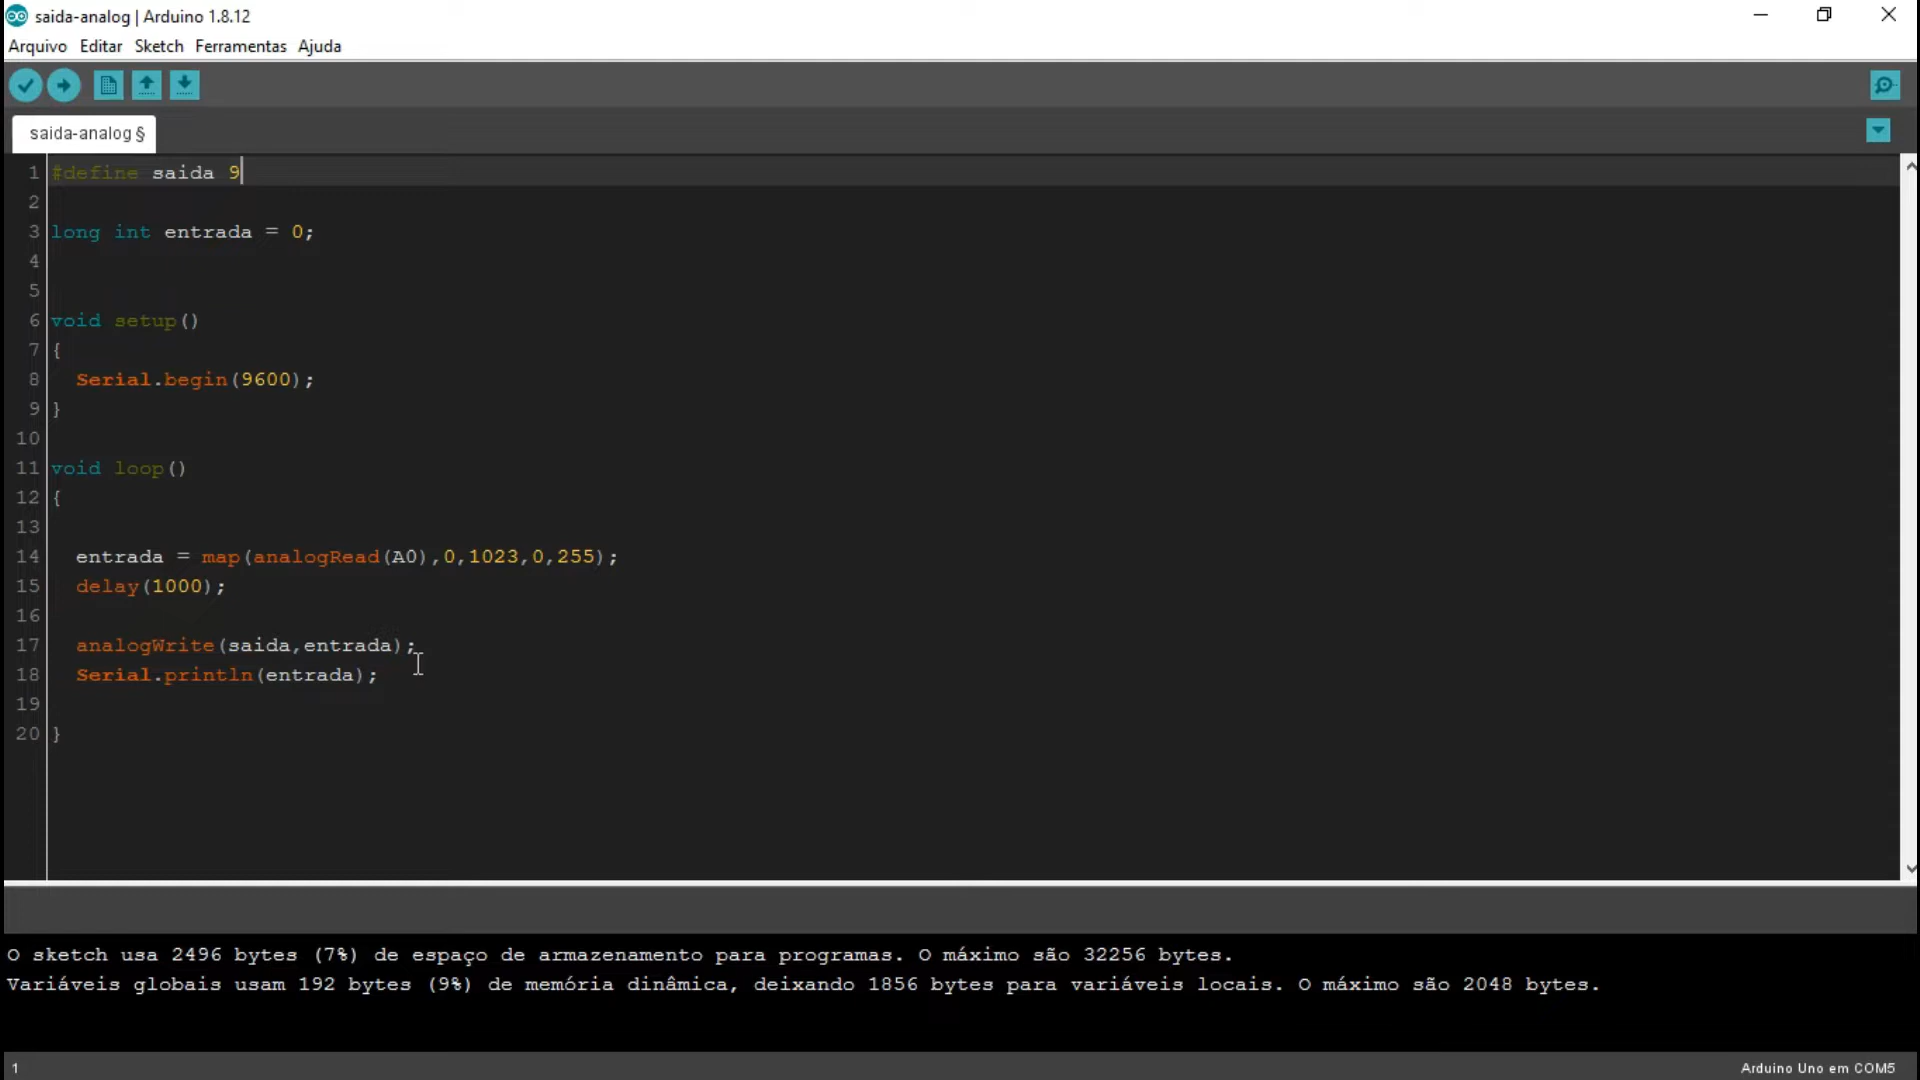 saida-analog | Arduino 1.8.12
Arquivo Editar Sketch Ferramentas Ajuda
saida-analog §
1 #define saida 9
2
3 long int entrada = 0;
4
5
6 void setup()
7 {
8 Serial.begin(9600);
9 }
10
11 void loop()
12 {
13
14 entrada = map(analogRead(A0),0,1023,0,255);
15 delay(1000);
16
17 analogWrite(saida,entrada);
18 Serial.println(entrada);
19
20 }
O sketch usa 2496 bytes (7%) de espaço de armazenamento para programas. O máximo são 32256 bytes.
Variáveis globais usam 192 bytes (9%) de memória dinâmica, deixando 1856 bytes para variáveis locais. O máximo são 2048 bytes.
1 Arduino Uno em COM5